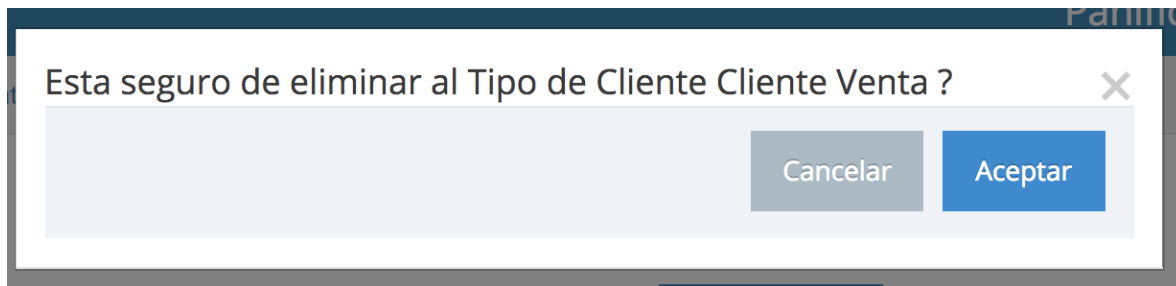 Esta seguro de eliminar al Tipo de Cliente Cliente Venta ?
Cancelar
Aceptar